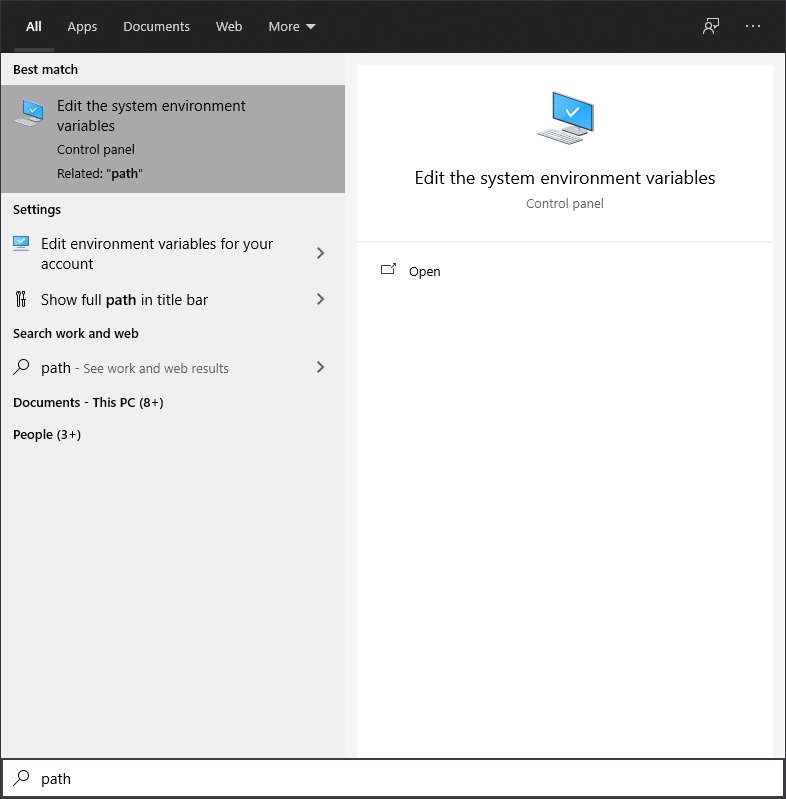 All Apps Documents Web More
Best match
Edit the system environment
variables
Control panel
Related: "path"
Settings
Edit environment variables for your
account
Show full path in title bar
Search work and web
path - See work and web results
Documents - This PC (8+)
People (3+)
Edit the system environment variables
Control panel
Open
path